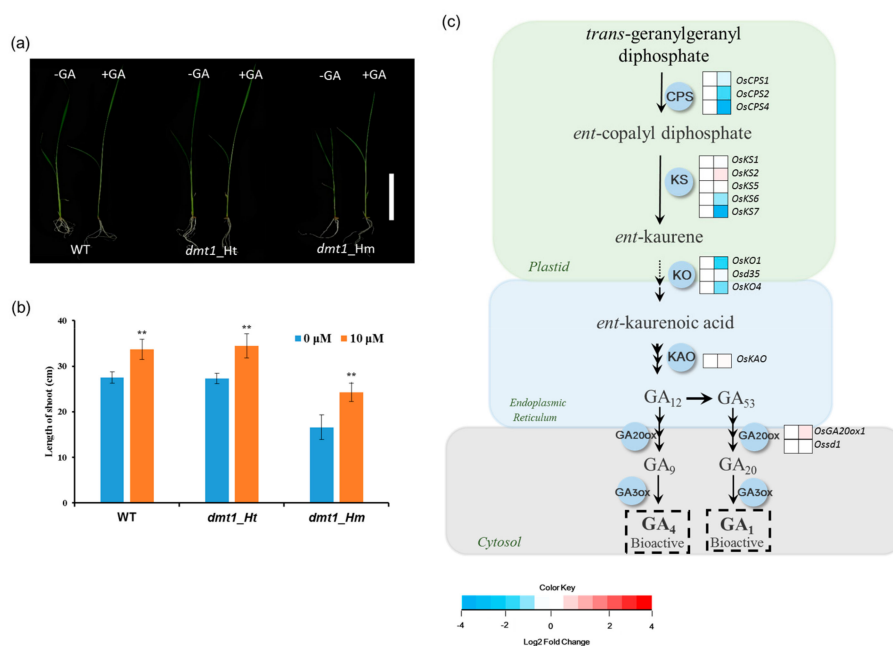 (a)
-GA +GA -GA +GA -GA +GA
WT dmt1_Ht dmt1_Hm
(b)
Length of shoot (cm)
40
30
20
10
0
0 μM 10 μM
**
**
**
WT dmt1_Ht dmt1_Hm
(c)
trans-geranylgeranyl
diphosphate
CPS
OsCPS1
OsCPS2
OsCPS4
ent-copalyl diphosphate
KS
OsKS1
OsKS2
OsKS5
OsKS6
OsKS7
ent-kaurene
Plastid
KO
OsKO1
Osd35
OsKO4
ent-kaurenoic acid
KAO
OsKAO
Endoplasmic
Reticulum
GA12 GA53
GA20ox GA20ox
OsGA20ox1
Ossd1
GA9 GA20
GA3ox GA3ox
GA4 GA1
Bioactive Bioactive
Cytosol
Color Key
-4 -2 0 2 4
Log2 Fold Change